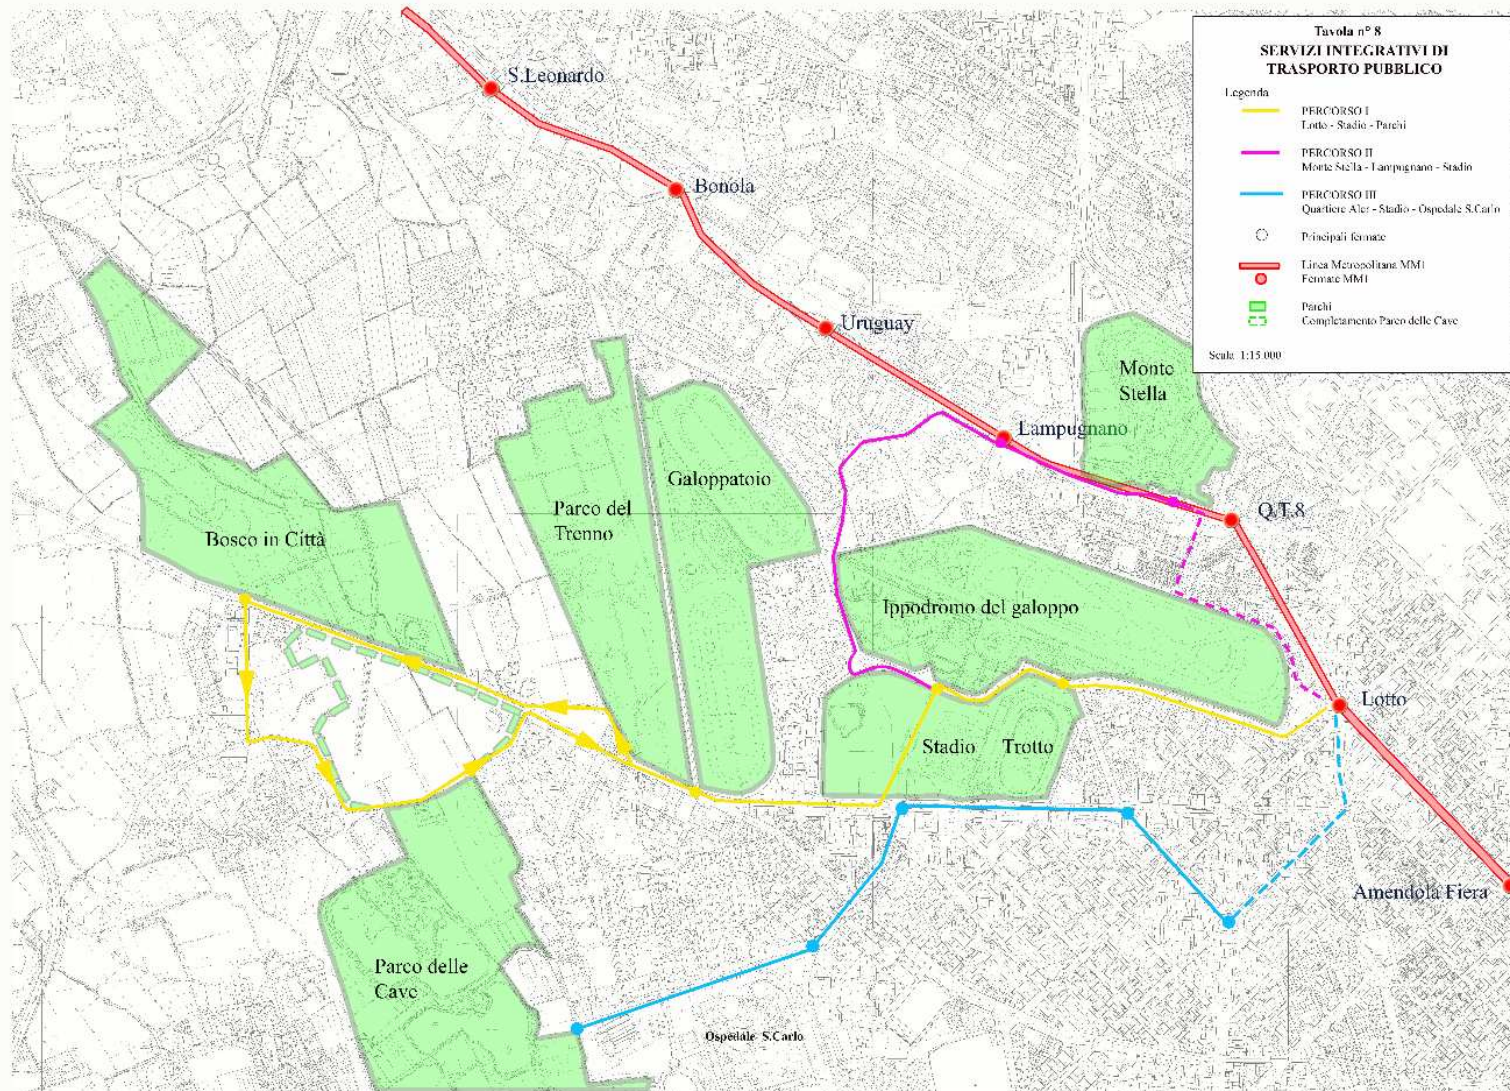 Tavola n° 8
SERVIZI INTEGRATIVI DI
TRASPORTO PUBBLICO
Legenda
PERCORSO I
Lotto - Stadio - Parchi
PERCORSO II
Monte Stella - Lampugnano - Stadio
PERCORSO III
Quartiere Aler - Stadio - Ospedale S.Carlo
Principali fermate
Linea Metropolitana MM1
Fermate MM1
Parchi
Completamento Parco delle Cave
Scala 1:15.000
S.Leonardo
Bonola
Uruguay
Monte
Stella
Lampugnano
Galoppatoio
Parco del
Trenno
Q.T.8
Bosco in Città
Ippodromo del galoppo
Lotto
Stadio
Trotto
Amendola Fiera
Parco delle
Cave
Ospedale S.Carlo